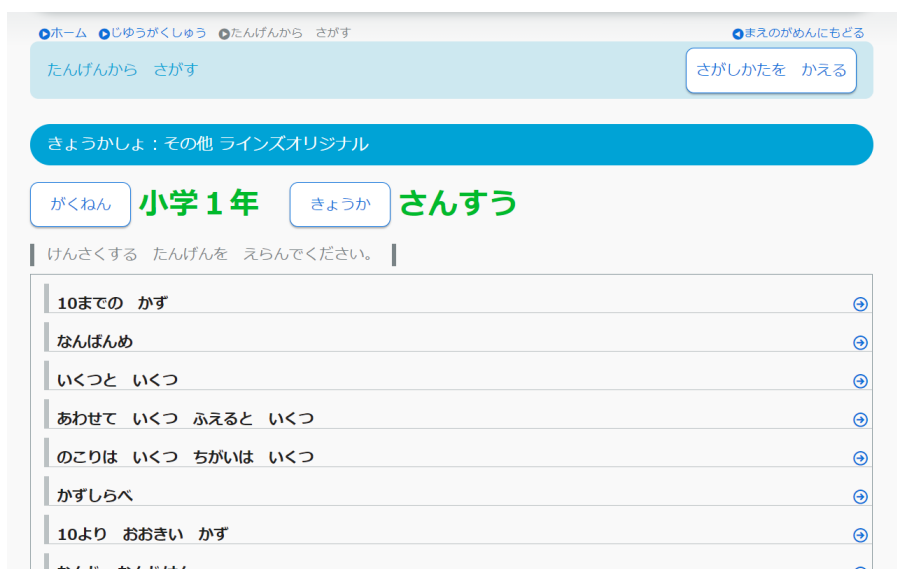 ホーム じゆうがくしゅう たんげんから　さがす まえのがめんにもどる
たんげんから　さがす さがしかたを　かえる
きょうかしょ：その他 ラインズオリジナル
がくねん 小学１年 きょうか さんすう
けんさくする　たんげんを　えらんでください。
10までの　かず
なんばんめ
いくつと　いくつ
あわせて　いくつ　ふえると　いくつ
のこりは　いくつ　ちがいは　いくつ
かずしらべ
10より　おおきい　かず